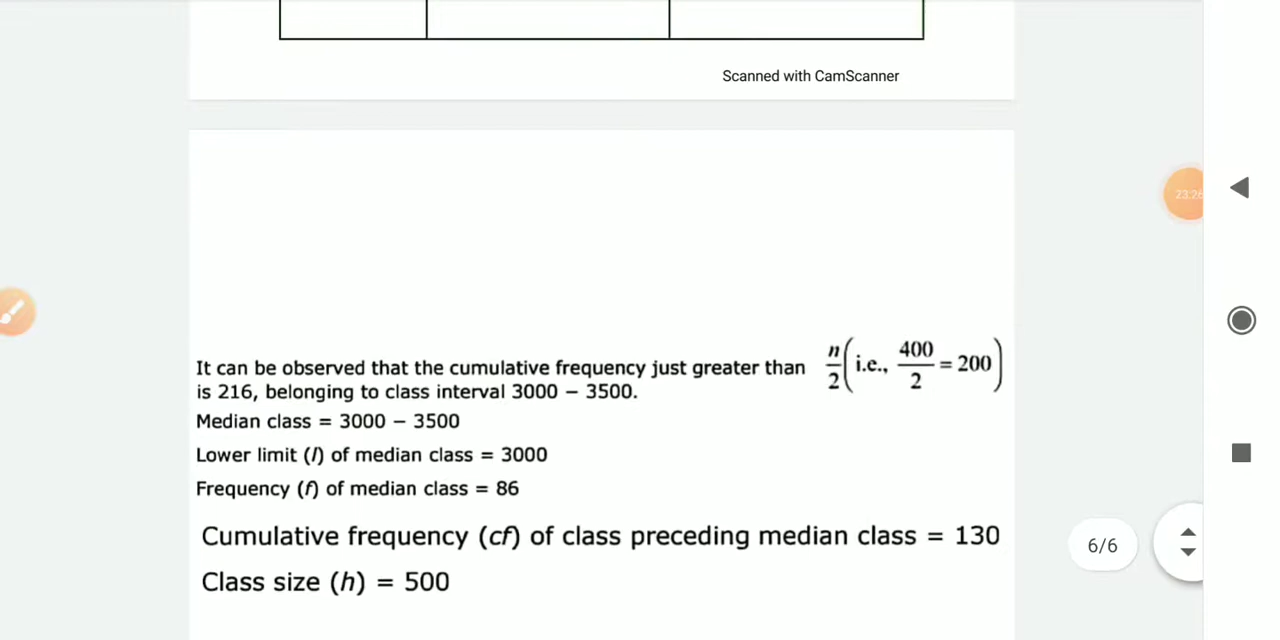 Scanned with CamScanner
23:26
It can be observed that the cumulative frequency just greater than n/2 (i.e., 400/2 = 200)
is 216, belonging to class interval 3000 – 3500.
Median class = 3000 – 3500
Lower limit (l) of median class = 3000
Frequency (f) of median class = 86
Cumulative frequency (cf) of class preceding median class = 130
Class size (h) = 500
6/6